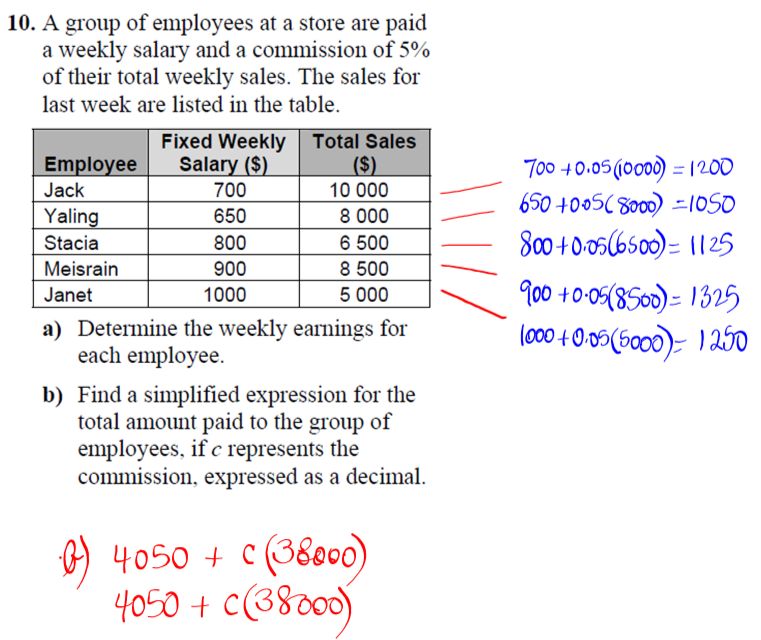 10. A group of employees at a store are paid
a weekly salary and a commission of 5%
of their total weekly sales. The sales for
last week are listed in the table.
Employee Fixed Weekly Salary ($) Total Sales ($)
Jack 700 10 000
700 + 0.05(10000) = 1200
Yaling 650 8 000
650 + 0.05(8000) = 1050
Stacia 800 6 500
800 + 0.05(6500) = 1125
Meisrain 900 8 500
900 + 0.05(8500) = 1325
Janet 1000 5 000
1000 + 0.05(5000) = 1250
a) Determine the weekly earnings for
each employee.
b) Find a simplified expression for the
total amount paid to the group of
employees, if c represents the
commission, expressed as a decimal.
b) 4050 + c(38000)
4050 + c(38000)